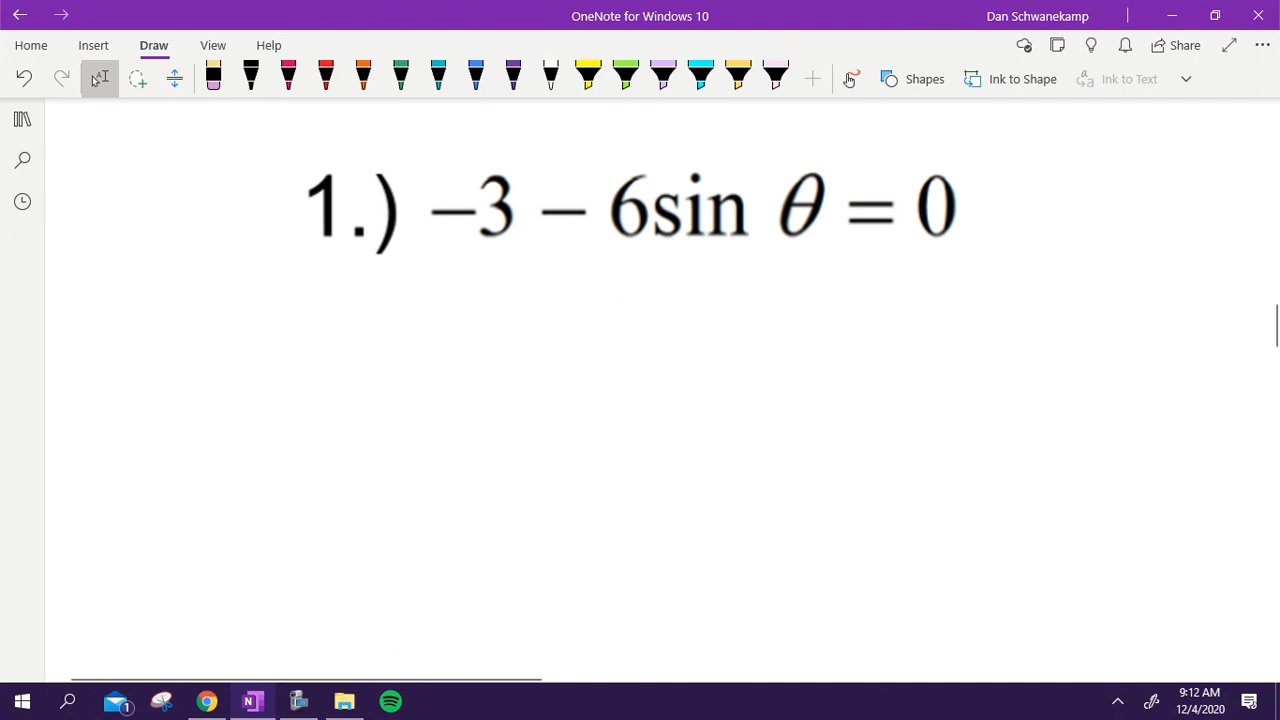 OneNote for Windows 10
Dan Schwanekamp
Home Insert Draw View Help
Share
Shapes
Ink to Shape
Ink to Text
1.) −3 − 6sin θ = 0
1
N
9:12 AM
12/4/2020